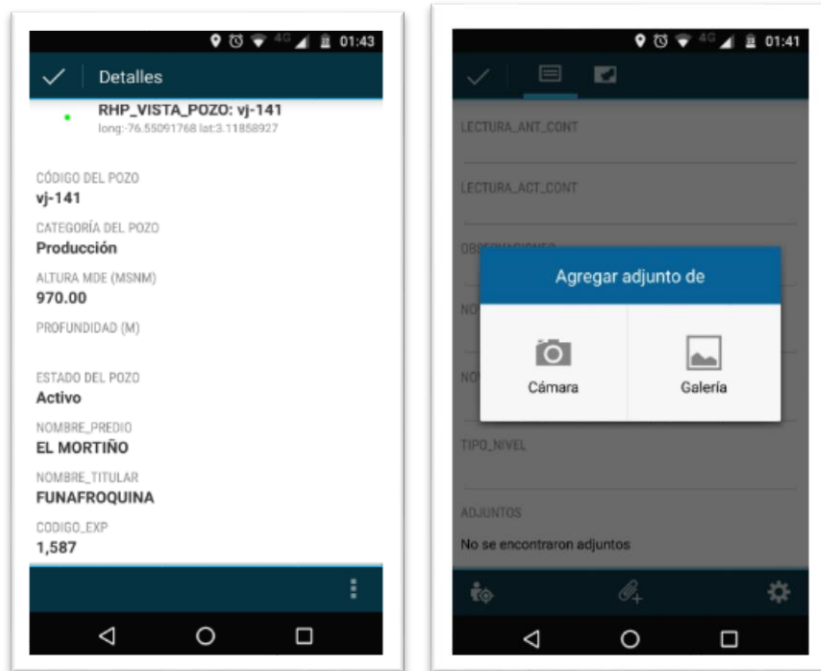 4G 01:43
Detalles
RHP_VISTA_POZO: vj-141
long:-76.55091768 lat:3.11858927
CÓDIGO DEL POZO
vj-141
CATEGORÍA DEL POZO
Producción
ALTURA MDE (MSNM)
970.00
PROFUNDIDAD (M)
ESTADO DEL POZO
Activo
NOMBRE_PREDIO
EL MORTIÑO
NOMBRE_TITULAR
FUNAFROQUINA
CODIGO_EXP
1,587
4G 01:41
LECTURA_ANT_CONT
LECTURA_ACT_CONT
Agregar adjunto de
Cámara
Galería
TIPO_NIVEL
ADJUNTOS
No se encontraron adjuntos